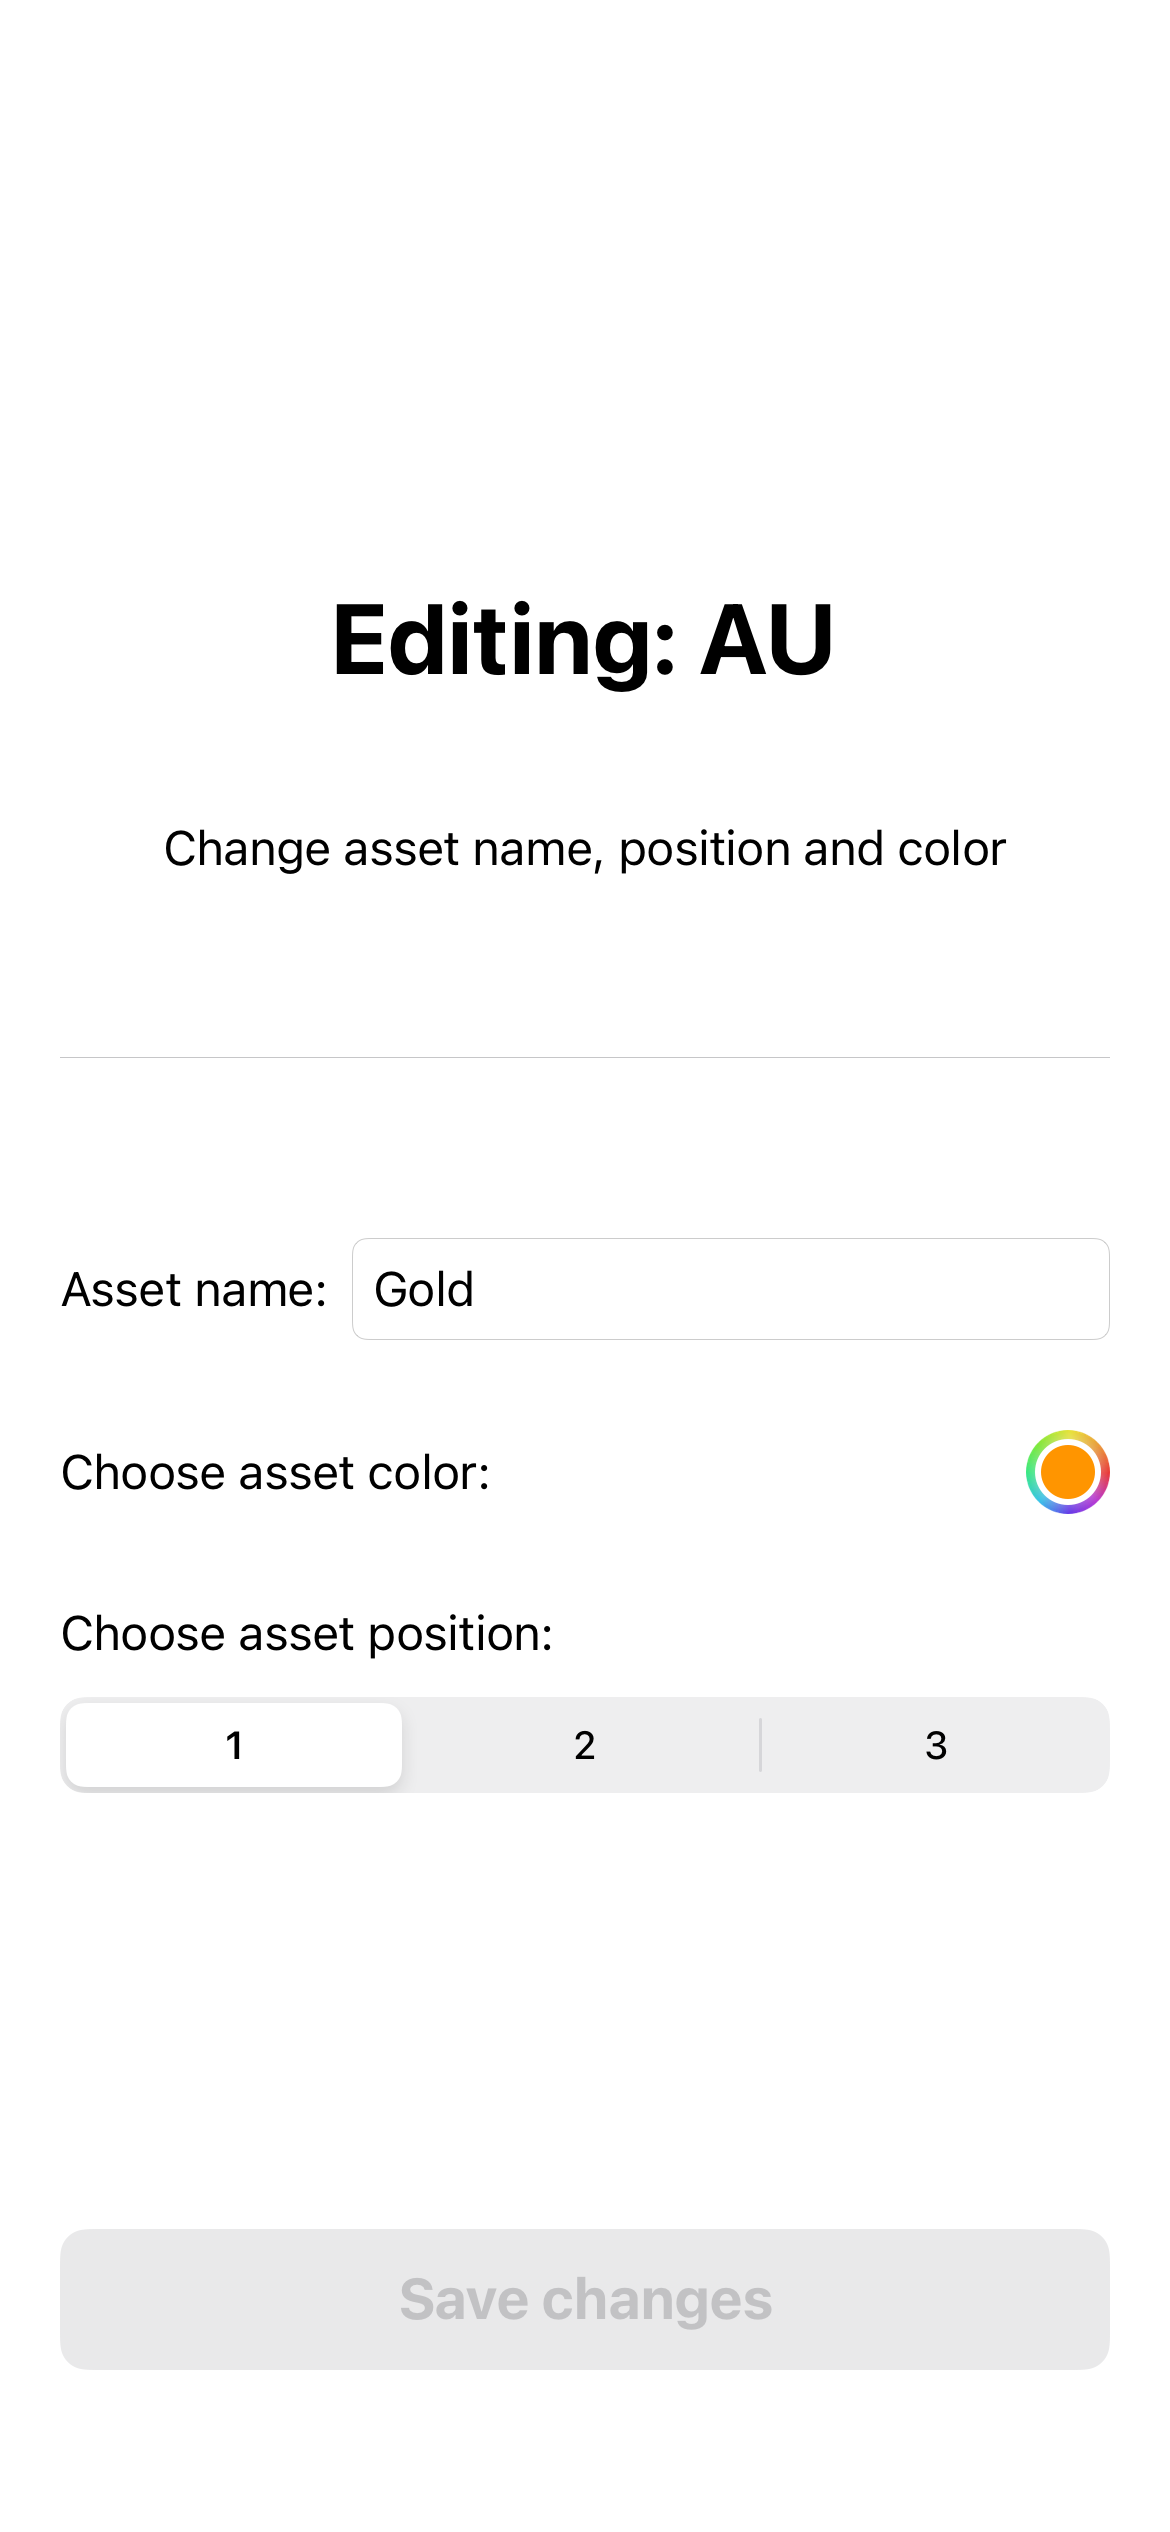 Editing: AU
Change asset name, position and color
Asset name: Gold
Choose asset color:
Choose asset position:
1 2 3
Save changes